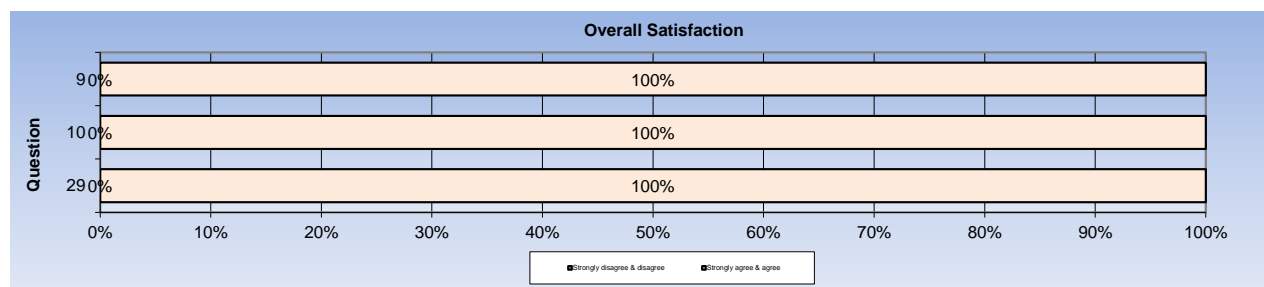 Overall Satisfaction
Question
9 0% 100%
10 0% 100%
29 0% 100%
0% 10% 20% 30% 40% 50% 60% 70% 80% 90% 100%
Strongly disagree & disagree Strongly agree & agree